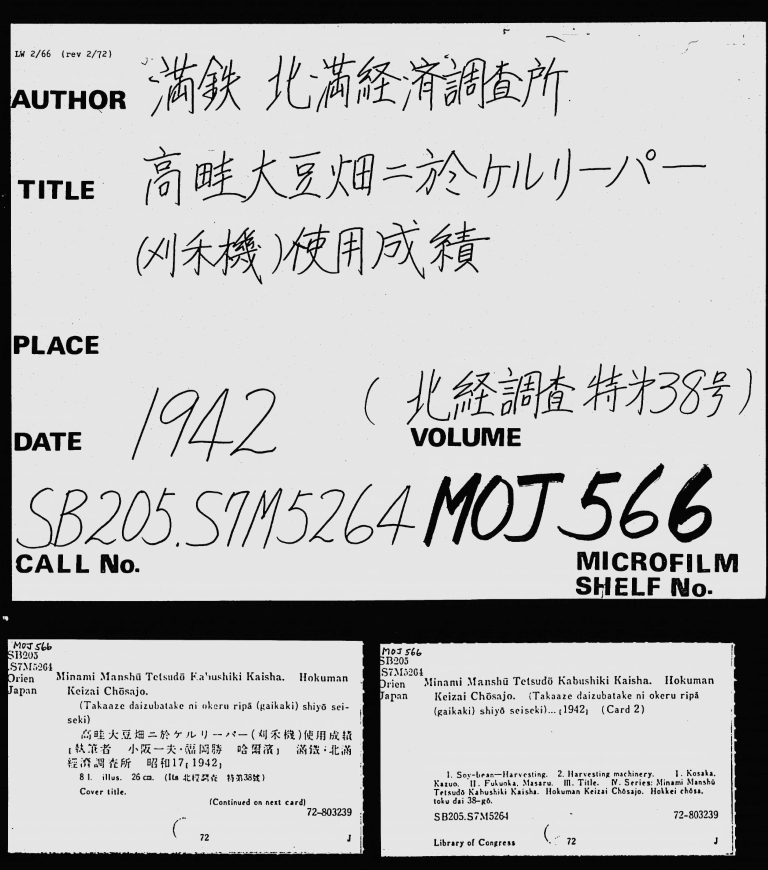 LW 2/66 (rev 2/72)
AUTHOR 満鉄 北満経済調査所
TITLE 高畦大豆畑ニ於ケルリーパー
(刈禾機)使用成績
PLACE
DATE 1942 (北経調査 特第38号)
VOLUME
SB205.S7M5264 MOJ 566
CALL No.
MICROFILM
SHELF No.
MOJ 566
SB205
.S7M5264
Orien
Japan
Minami Manshū Tetsudō Kabushiki Kaisha. Hokuman
Keizai Chōsajo.
(Takaaze daizubatake ni okeru ripā (gaikaki) shiyō sei-
seki)
高畦大豆畑ニ於ケルリーパー(刈禾機)使用成績
[執筆者 小阪一夫・福岡勝 哈爾濱] 滿鐵・北滿
經濟調査所 昭和17[1942]
8 l. illus. 26 cm. (Its 北經調査 特第38號)
Cover title.
(Continued on next card)
72-803239
72 J
MOJ 566
SB205
.S7M5264
Orien
Japan
Minami Manshū Tetsudō Kabushiki Kaisha. Hokuman
Keizai Chōsajo. (Takaaze daizubatake ni okeru ripā
(gaikaki) shiyō seiseki)... [1942] (Card 2)
1. Soy-bean—Harvesting. 2. Harvesting machinery. I. Kosaka,
Kazuo. II. Fukuoka, Masaru. III. Title. IV. Series: Minami Manshū
Tetsudō Kabushiki Kaisha. Hokuman Keizai Chōsajo. Hokkei chōsa,
toku dai 38-gō.
SB205.S7M5264 72-803239
Library of Congress 72 J